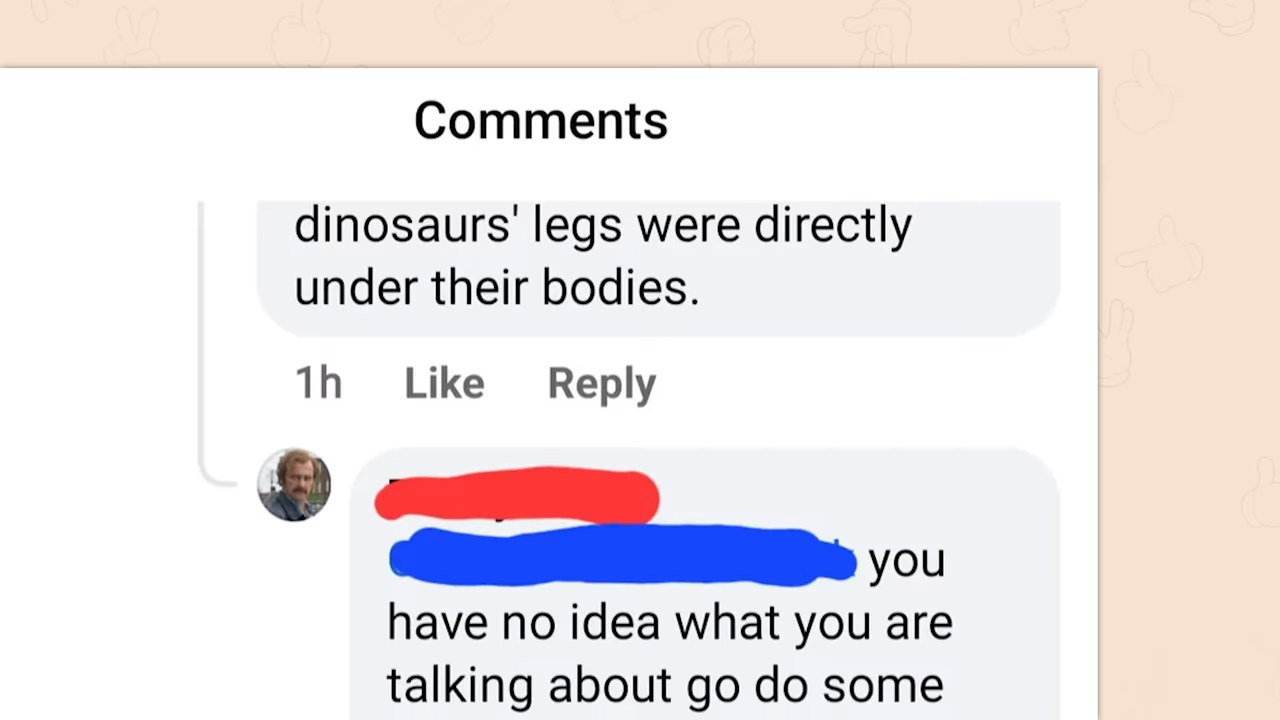 Comments
dinosaurs' legs were directly
under their bodies.
1h Like Reply
you
have no idea what you are
talking about go do some